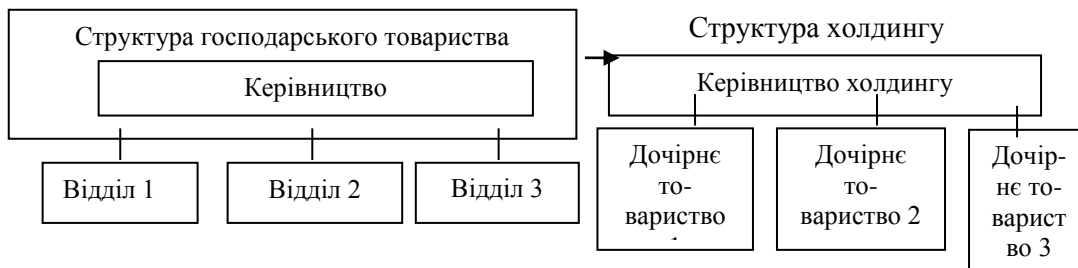 Структура господарського товариства
Керівництво
Відділ 1
Відділ 2
Відділ 3
Структура холдингу
Керівництво холдингу
Дочірнє
то-
вариство
Дочірнє
то-
вариство 2
Дочір-
нє то-
варист
во 3